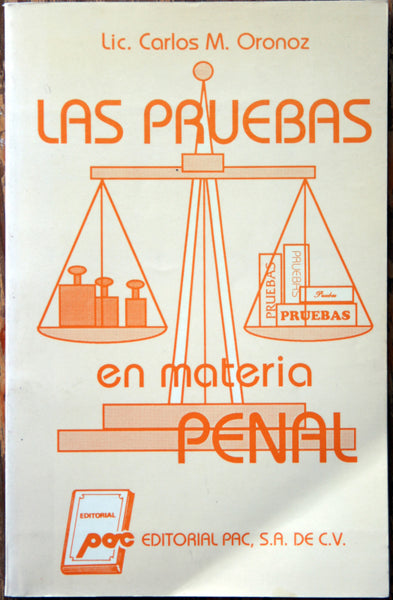 Lic. Carlos M. Oronoz
LAS PRUEBAS
PRUEBAS
PRUEBAS
Pruebas
PRUEBAS
en materia
PENAL
EDITORIAL
pac
EDITORIAL PAC, S.A. DE C.V.